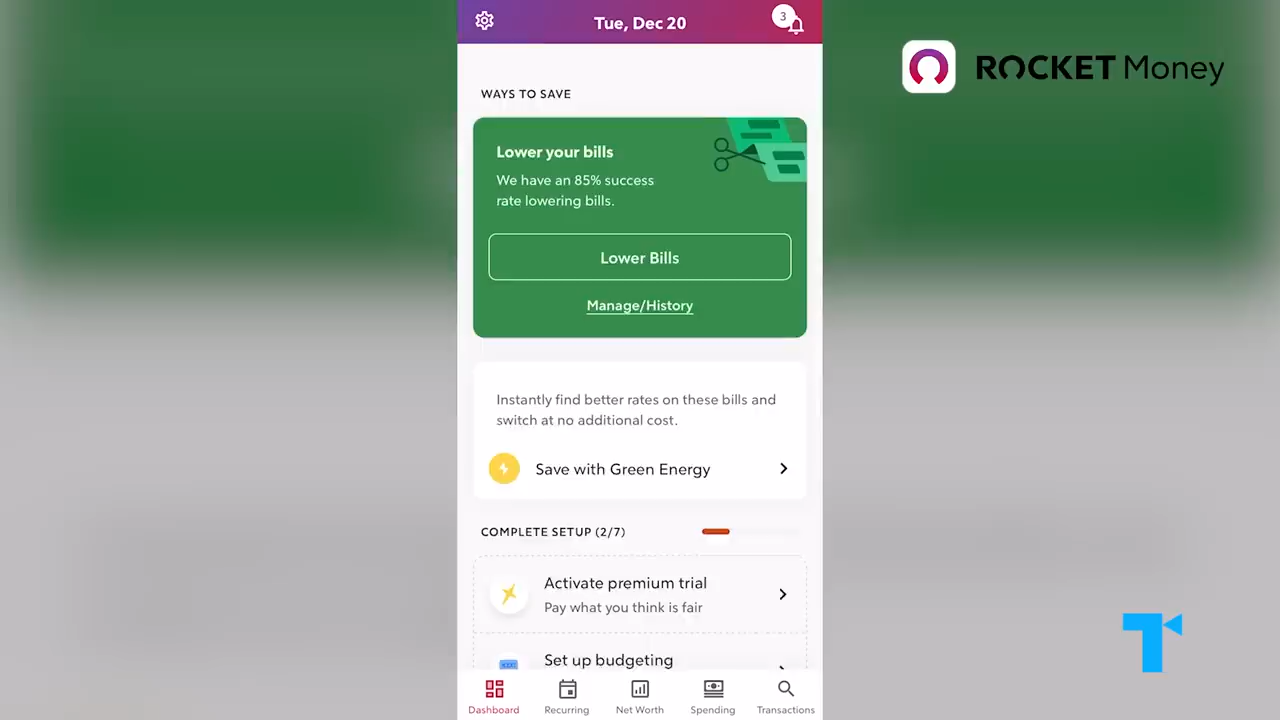 Tue, Dec 20
3
ROCKET Money
WAYS TO SAVE
Lower your bills
We have an 85% success
rate lowering bills.
Lower Bills
Manage/History
Instantly find better rates on these bills and
switch at no additional cost.
Save with Green Energy
COMPLETE SETUP (2/7)
Activate premium trial
Pay what you think is fair
Set up budgeting
Dashboard
Recurring
Net Worth
Spending
Transactions